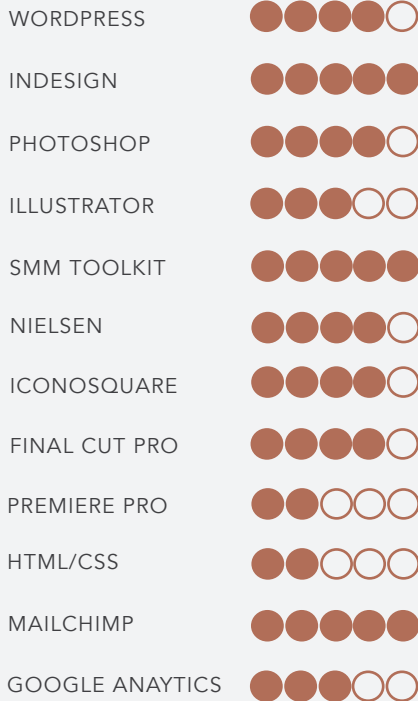 WORDPRESS
INDESIGN
PHOTOSHOP
ILLUSTRATOR
SMM TOOLKIT
NIELSEN
ICONOSQUARE
FINAL CUT PRO
PREMIERE PRO
HTML/CSS
MAILCHIMP
GOOGLE ANAYTICS